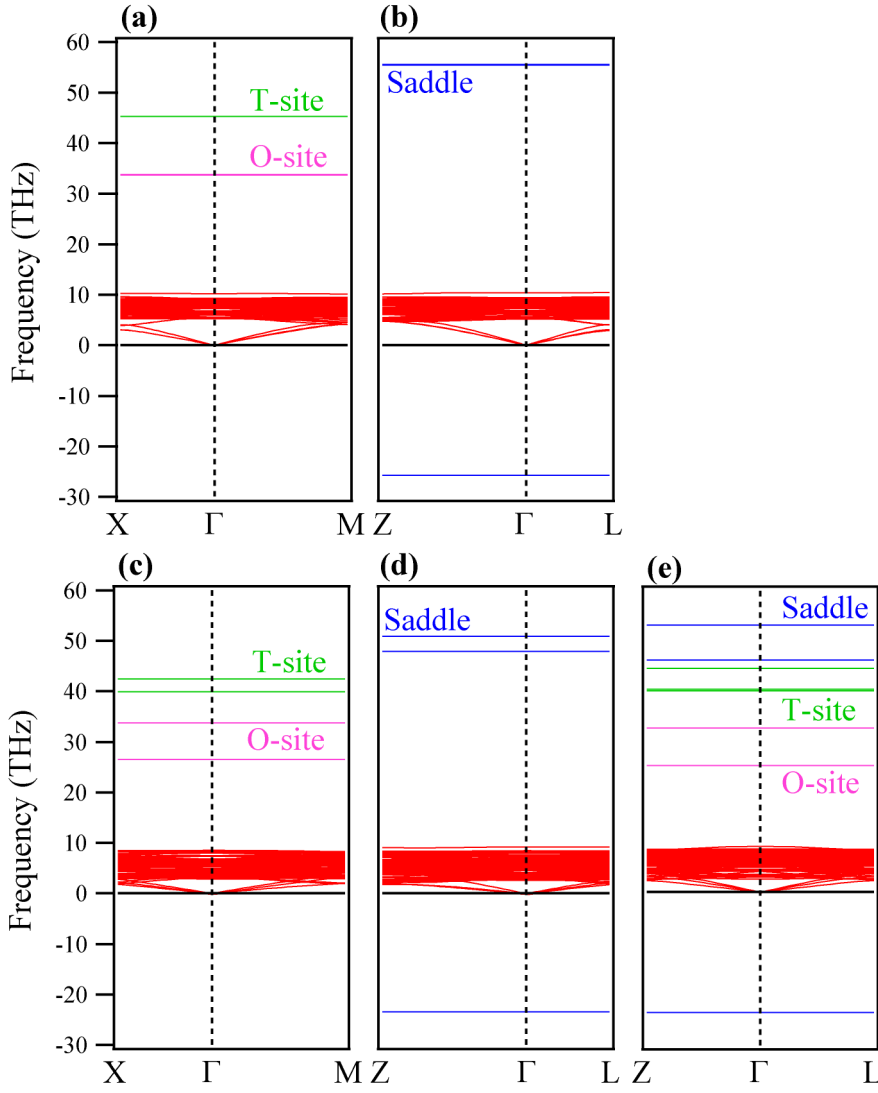 (a)
(b)
60
50
40
30
20
10
0
-10
-20
-30
Frequency (THz)
T-site
O-site
Saddle
X Γ M
Z Γ L
(c)
(d)
(e)
60
50
40
30
20
10
0
-10
-20
-30
Frequency (THz)
T-site
O-site
Saddle
Saddle
T-site
O-site
X Γ M
Z Γ L
Z Γ L